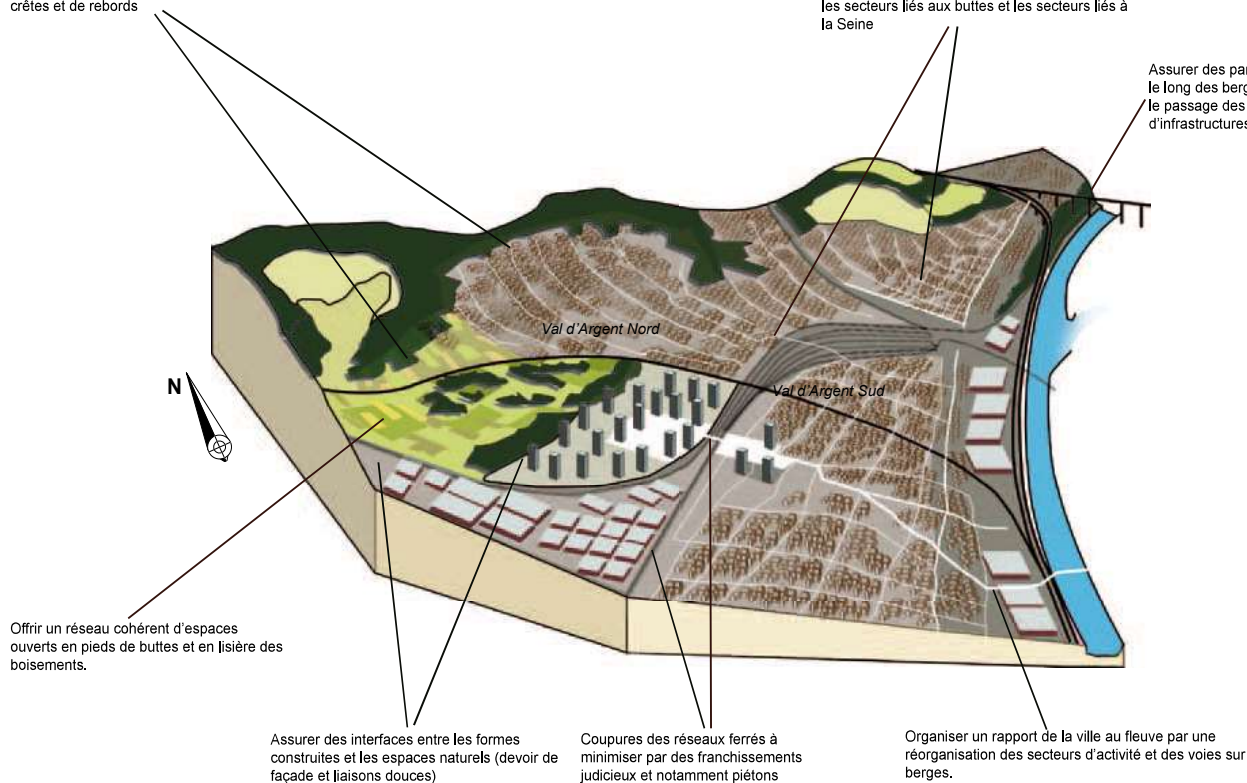 crêtes et de rebords
les secteurs liés aux buttes et les secteurs liés à
la Seine
Assurer des
le long des
le passage des
d'infrastructures
Val d'Argent Nord
Val d'Argent Sud
N
Offrir un réseau cohérent d'espaces
ouverts en pieds de buttes et en lisière des
boisements.
Assurer des interfaces entre les formes
construites et les espaces naturels (devoir de
façade et liaisons douces)
Coupures des réseaux ferrés à
minimiser par des franchissements
judicieux et notamment piétons
Organiser un rapport de la ville au fleuve par une
réorganisation des secteurs d'activité et des voies sur
berges.